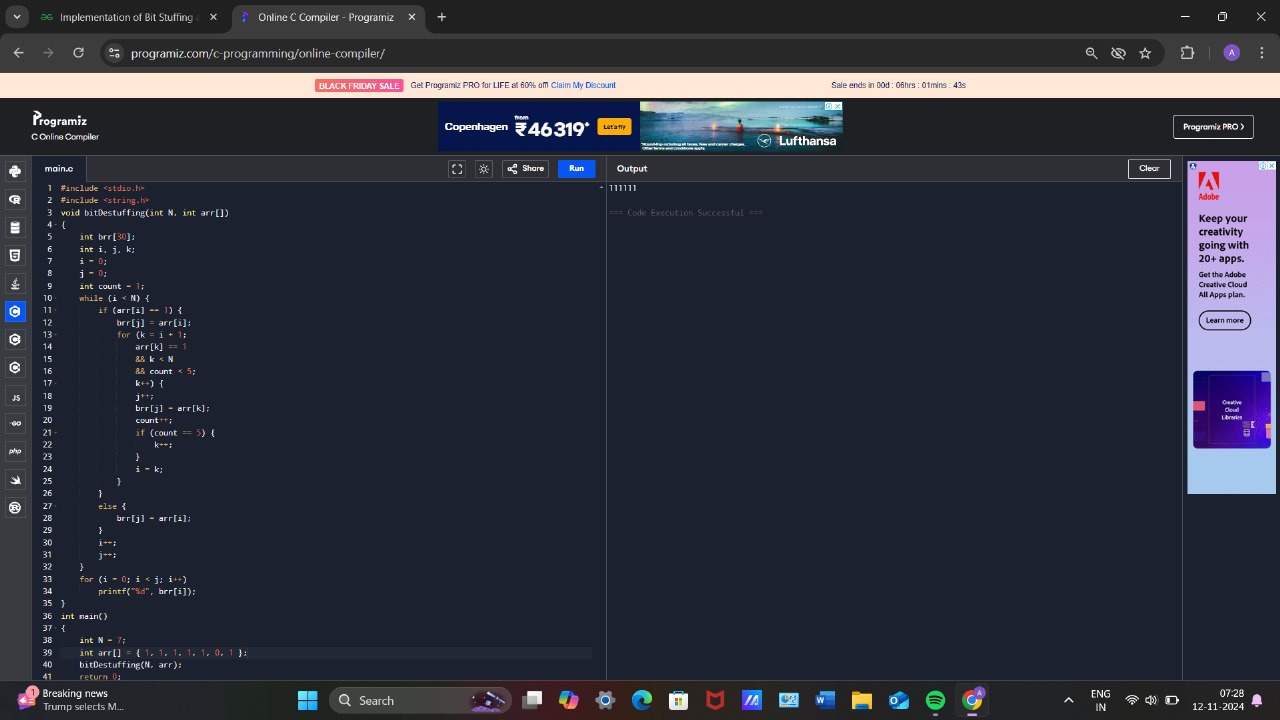 Implementation of Bit Stuffing
Online C Compiler - Programiz
programiz.com/c-programming/online-compiler/
A
BLACK FRIDAY SALE Get Programiz PRO for LIFE at 60% off! Claim My Discount
Sale ends in 00d : 06hrs : 01mins : 43s
Programiz
C Online Compiler
Copenhagen from ₹46 319* Let's fly
Lufthansa
Programiz PRO >
main.c
Share
Run
Output
Clear
1 #include <stdio.h>
2 #include <string.h>
3 void bitDestuffing(int N, int arr[])
4 {
5 int brr[30];
6 int i, j, k;
7 i = 0;
8 j = 0;
9 int count = 1;
10 while (i < N) {
11 if (arr[i] == 1) {
12 brr[j] = arr[i];
13 for (k = i + 1;
14 arr[k] == 1
15 && k < N
16 && count < 5;
17 k++) {
18 j++;
19 brr[j] = arr[k];
20 count++;
21 if (count == 5) {
22 k++;
23 }
24 i = k;
25 }
26 }
27 else {
28 brr[j] = arr[i];
29 }
30 i++;
31 j++;
32 }
33 for (i = 0; i < j; i++)
34 printf("%d", brr[i]);
35 }
36 int main()
37 {
38 int N = 7;
39 int arr[] = { 1, 1, 1, 1, 1, 0, 1 };
40 bitDestuffing(N, arr);
41 return 0;
111111
=== Code Execution Successful ===
JS
GO
php
Adobe
Keep your
creativity
going with
20+ apps.
Get the Adobe
Creative Cloud
All Apps plan.
Learn more
Creative
Cloud
Libraries
1
Breaking news
Trump selects M...
Search
ENG
IN
07:28
12-11-2024